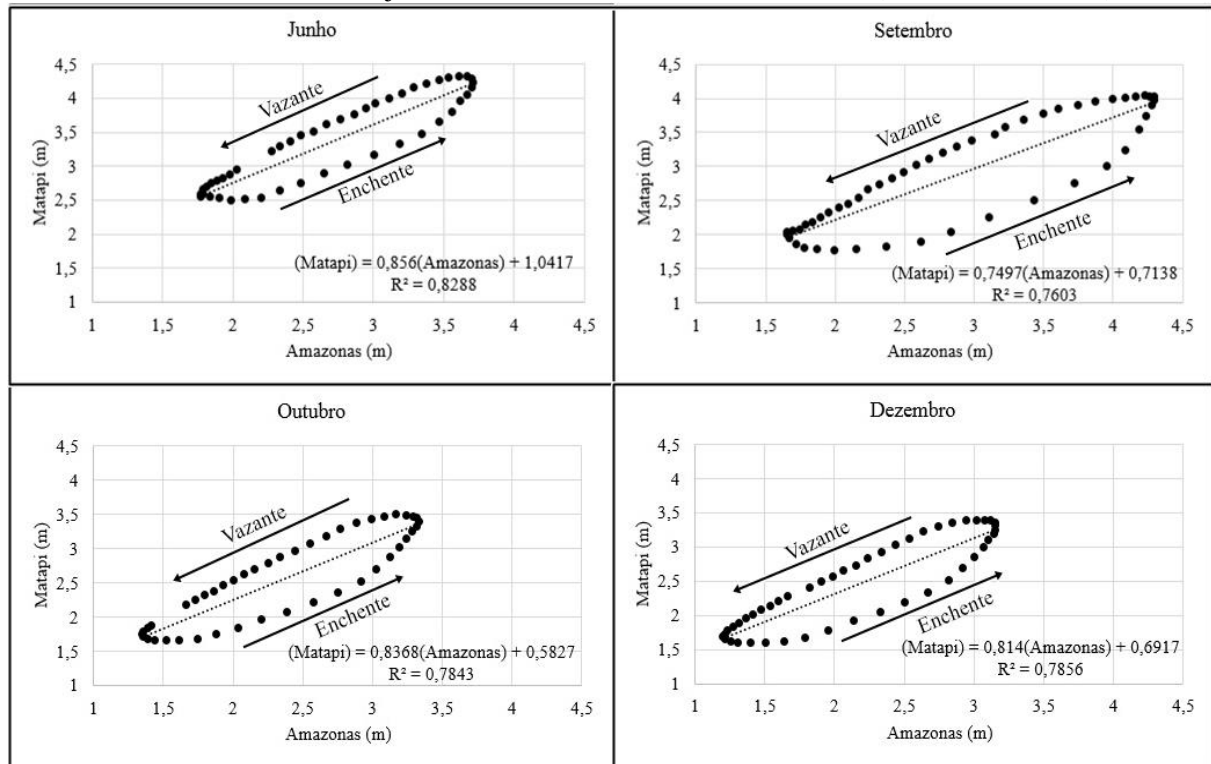 Junho
4,5
4
3,5
3
2,5
2
1,5
1
Matapi (m)
Vazante
Enchente
(Matapi) = 0,856(Amazonas) + 1,0417
R² = 0,8288
1 1,5 2 2,5 3 3,5 4 4,5
Amazonas (m)
Setembro
4,5
4
3,5
3
2,5
2
1,5
1
Matapi (m)
Vazante
Enchente
(Matapi) = 0,7497(Amazonas) + 0,7138
R² = 0,7603
1 1,5 2 2,5 3 3,5 4 4,5
Amazonas (m)
Outubro
4,5
4
3,5
3
2,5
2
1,5
1
Matapi (m)
Vazante
Enchente
(Matapi) = 0,8368(Amazonas) + 0,5827
R² = 0,7843
1 1,5 2 2,5 3 3,5 4 4,5
Amazonas (m)
Dezembro
4,5
4
3,5
3
2,5
2
1,5
1
Matapi (m)
Vazante
Enchente
(Matapi) = 0,814(Amazonas) + 0,6917
R² = 0,7856
1 1,5 2 2,5 3 3,5 4 4,5
Amazonas (m)